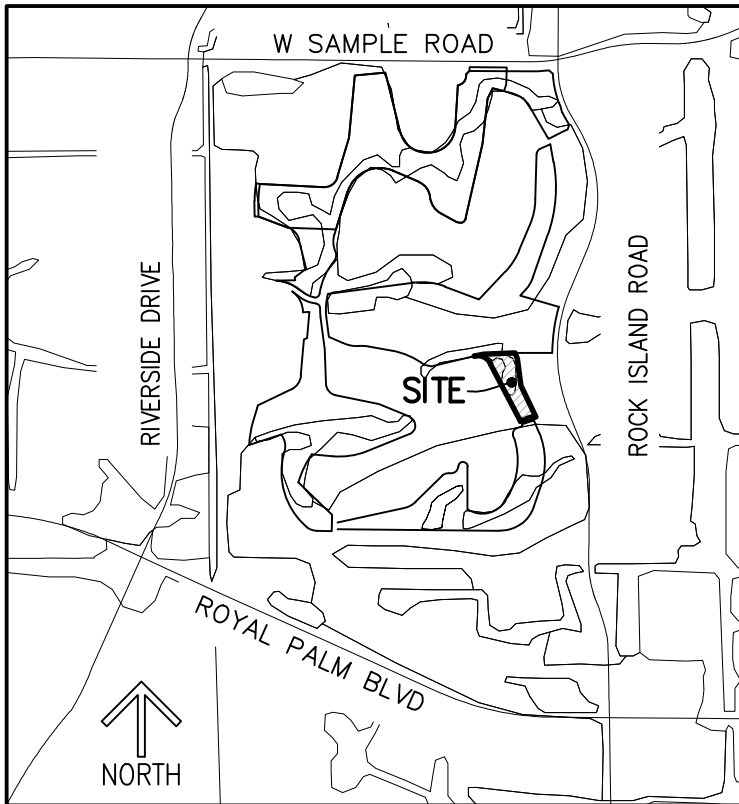 W SAMPLE ROAD
RIVERSIDE DRIVE
ROCK ISLAND ROAD
SITE
ROYAL PALM BLVD
NORTH